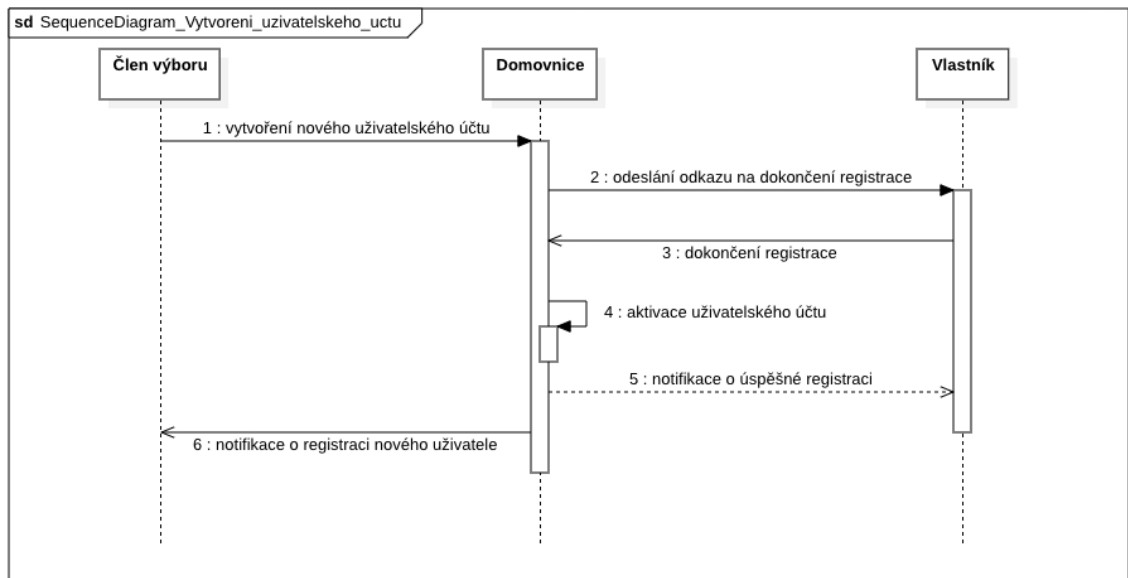 sd SequenceDiagram_Vytvoreni_uzivatelskeho_uctu
Člen výboru
Domovnice
Vlastník
1 : vytvoření nového uživatelského účtu
2 : odeslání odkazu na dokončení registrace
3 : dokončení registrace
4 : aktivace uživatelského účtu
5 : notifikace o úspěšné registraci
6 : notifikace o registraci nového uživatele